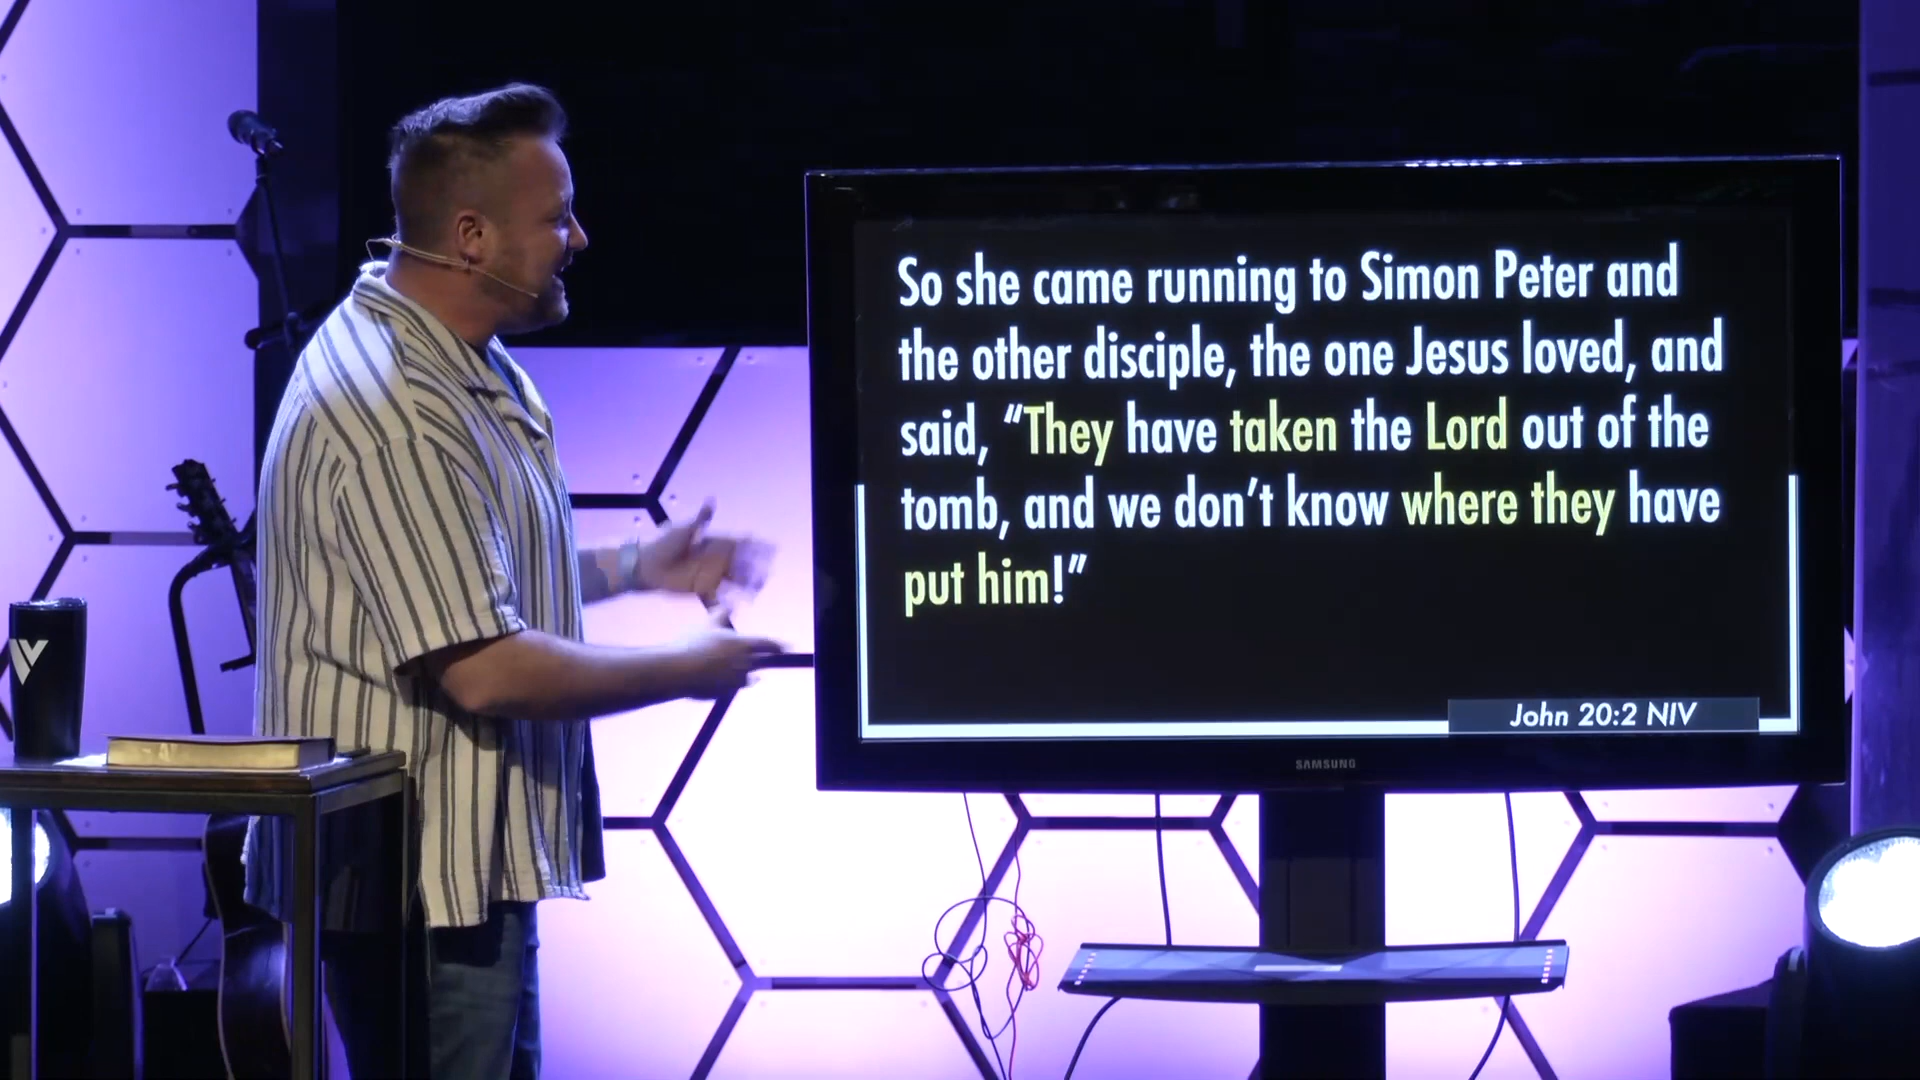 So she came running to Simon Peter and
the other disciple, the one Jesus loved, and
said, “They have taken the Lord out of the
tomb, and we don’t know where they have
put him!”
John 20:2 NIV
SAMSUNG